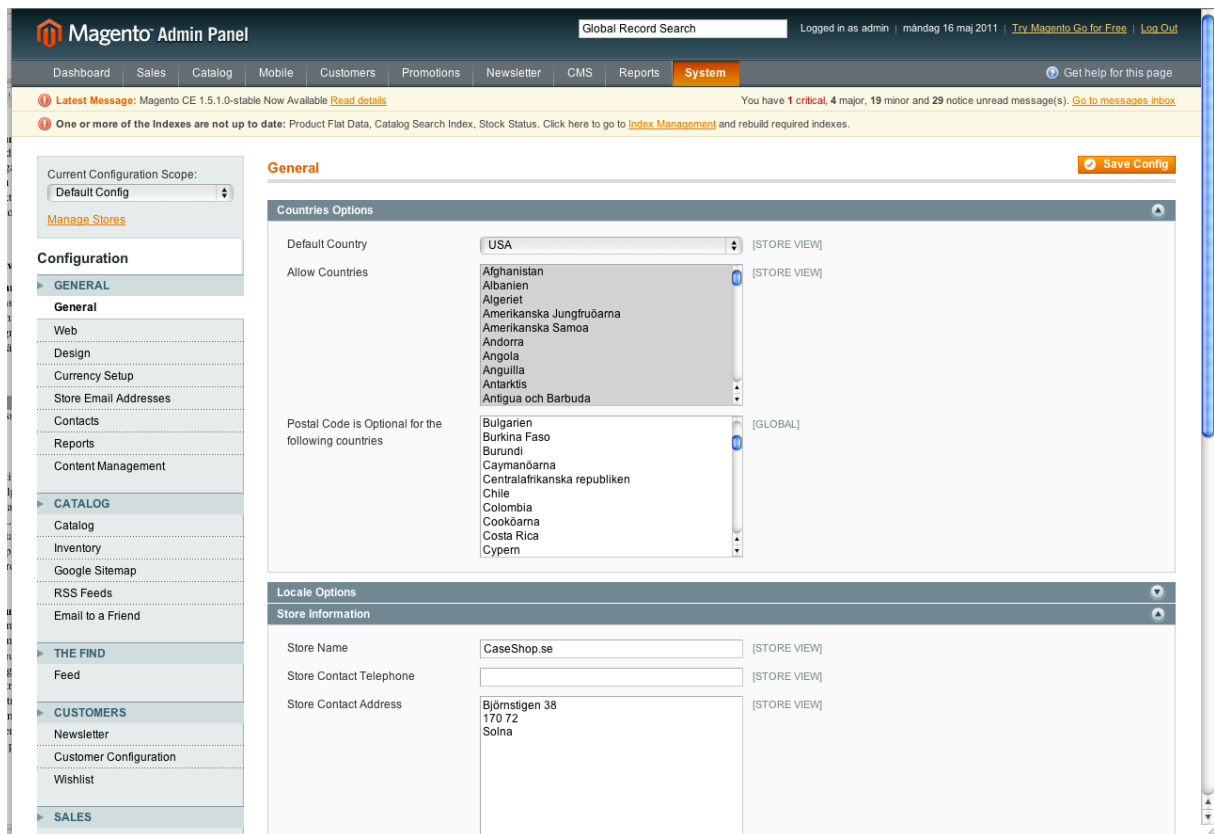 Magento Admin Panel
Global Record Search
Logged in as admin | måndag 16 maj 2011 | Try Magento Go for Free | Log Out
Dashboard Sales Catalog Mobile Customers Promotions Newsletter CMS Reports System Get help for this page
Latest Message: Magento CE 1.5.1.0-stable Now Available Read details You have 1 critical, 4 major, 19 minor and 29 notice unread message(s). Go to messages inbox
One or more of the Indexes are not up to date: Product Flat Data, Catalog Search Index, Stock Status. Click here to go to Index Management and rebuild required indexes.
Current Configuration Scope:
Default Config
Manage Stores
Configuration
GENERAL
General
Web
Design
Currency Setup
Store Email Addresses
Contacts
Reports
Content Management
CATALOG
Catalog
Inventory
Google Sitemap
RSS Feeds
Email to a Friend
THE FIND
Feed
CUSTOMERS
Newsletter
Customer Configuration
Wishlist
SALES
General
Save Config
Countries Options
Default Country USA [STORE VIEW]
Allow Countries [STORE VIEW]
Afghanistan
Albanien
Algeriet
Amerikanska Jungfruöarna
Amerikanska Samoa
Andorra
Angola
Anguilla
Antarktis
Antigua och Barbuda
Postal Code is Optional for the
following countries
[GLOBAL]
Bulgarien
Burkina Faso
Burundi
Caymanöarna
Centralafrikanska republiken
Chile
Colombia
Cooköarna
Costa Rica
Cypern
Locale Options
Store Information
Store Name CaseShop.se [STORE VIEW]
Store Contact Telephone [STORE VIEW]
Store Contact Address [STORE VIEW]
Björnstigen 38
170 72
Solna